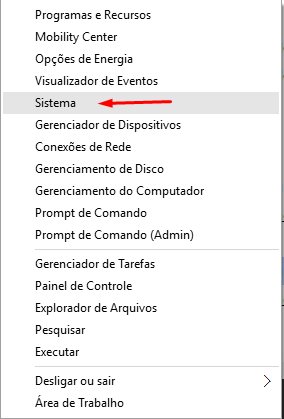 Programas e Recursos
Mobility Center
Opções de Energia
Visualizador de Eventos
Sistema
Gerenciador de Dispositivos
Conexões de Rede
Gerenciamento de Disco
Gerenciamento do Computador
Prompt de Comando
Prompt de Comando (Admin)
Gerenciador de Tarefas
Painel de Controle
Explorador de Arquivos
Pesquisar
Executar
Desligar ou sair
Área de Trabalho